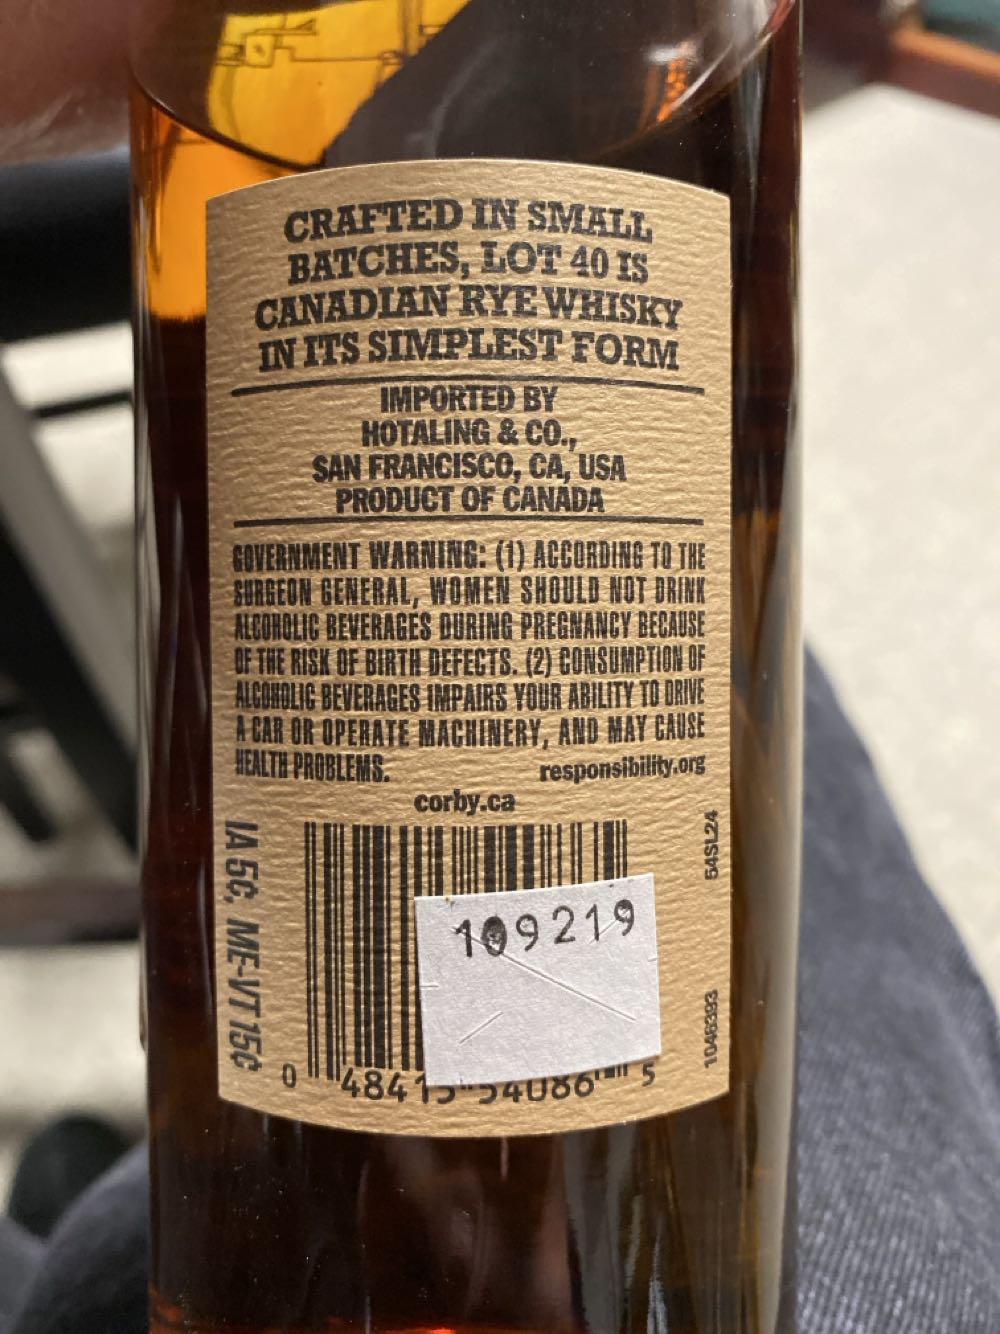 CRAFTED IN SMALL
BATCHES, LOT 40 IS
CANADIAN RYE WHISKY
IN ITS SIMPLEST FORM
IMPORTED BY
HOTALING & CO.,
SAN FRANCISCO, CA, USA
PRODUCT OF CANADA
GOVERNMENT WARNING: (1) ACCORDING TO THE
SURGEON GENERAL, WOMEN SHOULD NOT DRINK
ALCOHOLIC BEVERAGES DURING PREGNANCY BECAUSE
OF THE RISK OF BIRTH DEFECTS. (2) CONSUMPTION OF
ALCOHOLIC BEVERAGES IMPAIRS YOUR ABILITY TO DRIVE
A CAR OR OPERATE MACHINERY, AND MAY CAUSE
HEALTH PROBLEMS.
responsibility.org
corby.ca
IA 5¢, ME-VT 15¢
54SL24
1046393
109219
0 48415 54086 5